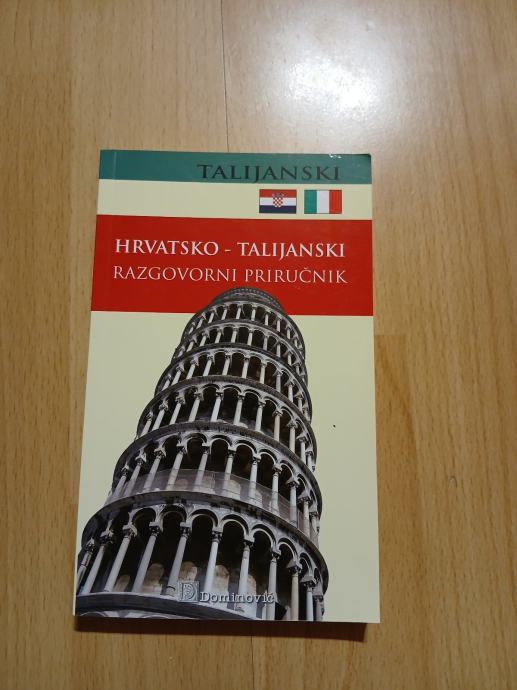 TALIJANSKI
HRVATSKO - TALIJANSKI
RAZGOVORNI PRIRUČNIK
D Dominović